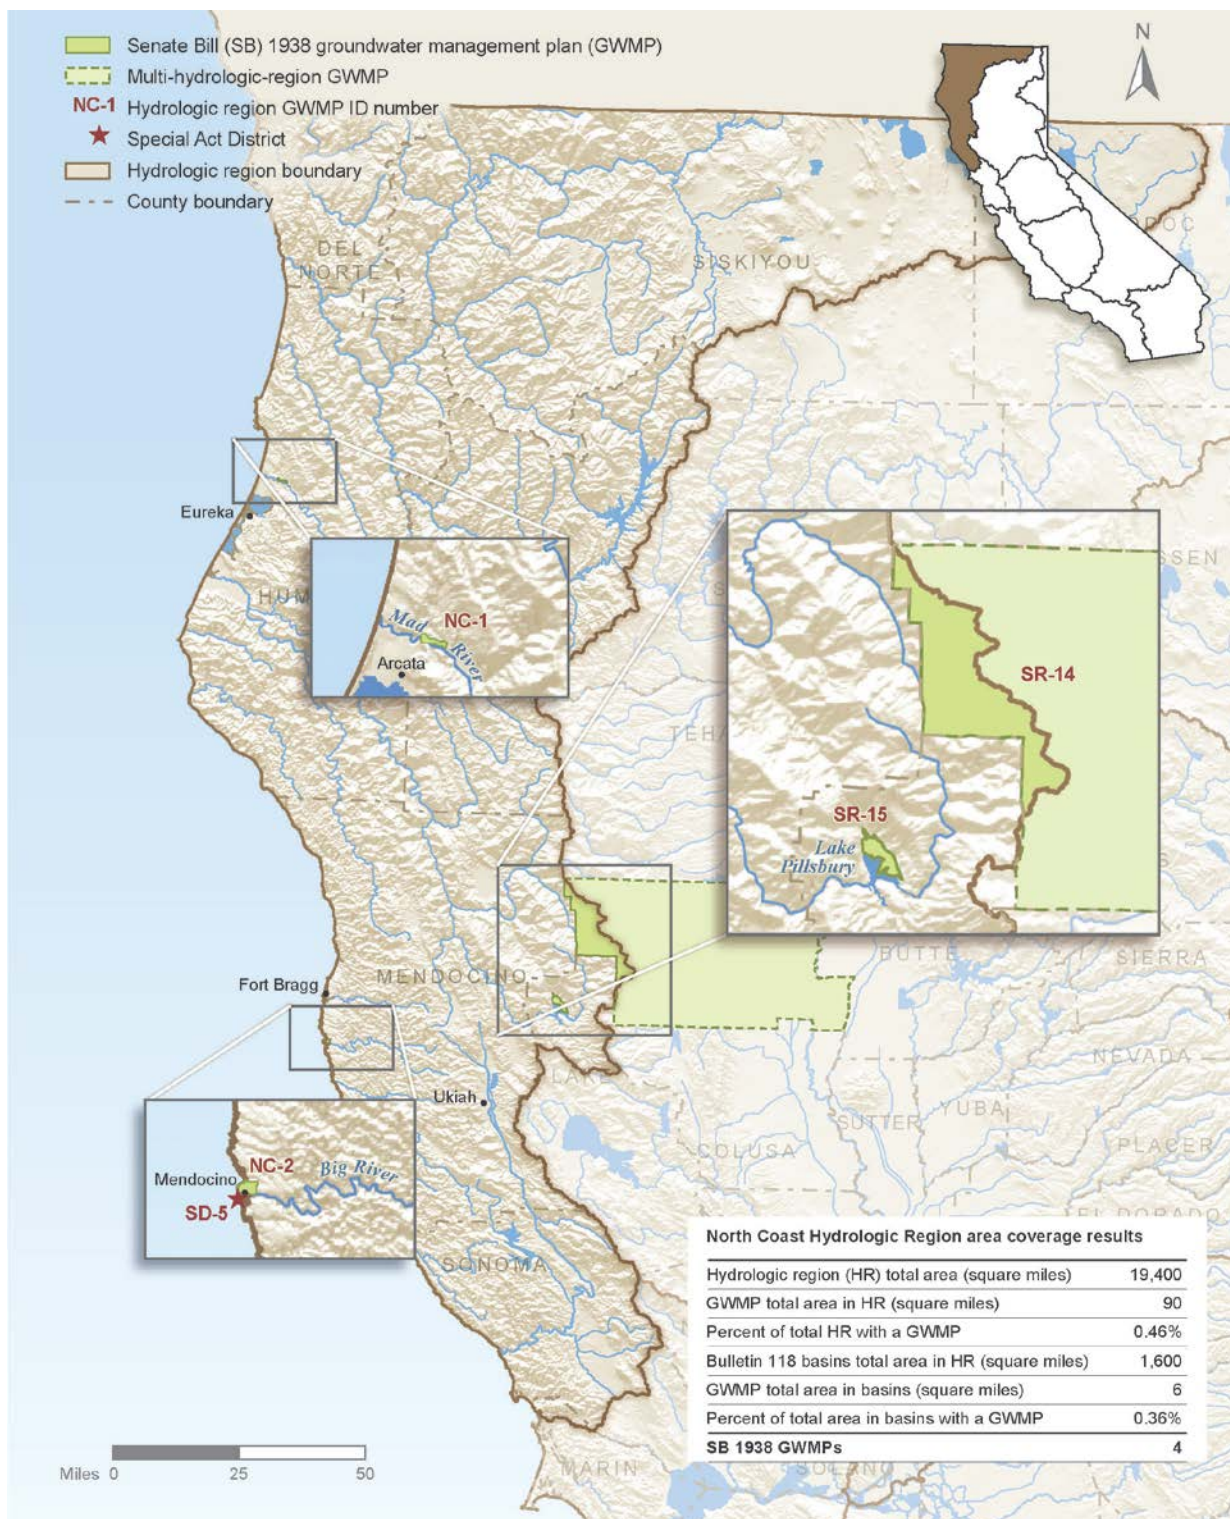 Senate Bill (SB) 1938 groundwater management plan (GWMP)
Multi-hydrologic-region GWMP
NC-1 Hydrologic region GWMP ID number
Special Act District
Hydrologic region boundary
County boundary
N
DEL
NORTE
SISKIYOU
Eureka
NC-1
Mad
River
Arcata
SR-14
SR-15
Lake
Pillsbury
MENDOCINO
BUTTE
SIERRA
Fort Bragg
NEVADA
LAKE
Ukiah
YUBA
SUTTER
COLUSA
PLACER
NC-2
Big River
Mendocino
SD-5
EL DORADO
SONOMA
North Coast Hydrologic Region area coverage results
Hydrologic region (HR) total area (square miles) 19,400
GWMP total area in HR (square miles) 90
Percent of total HR with a GWMP 0.46%
Bulletin 118 basins total area in HR (square miles) 1,600
GWMP total area in basins (square miles) 6
Percent of total area in basins with a GWMP 0.36%
SB 1938 GWMPs 4
Miles 0 25 50
MARIN
SOLANO